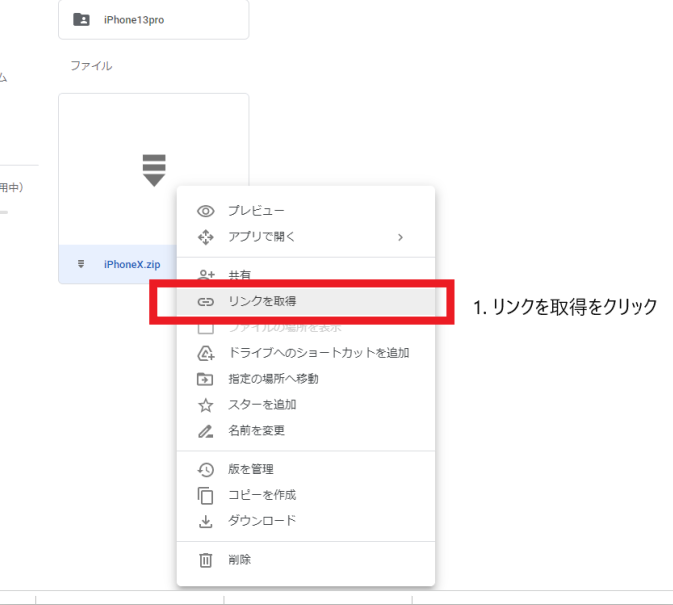 iPhone13pro
ファイル
ム
用中）
iPhoneX.zip
プレビュー
アプリで開く
共有
リンクを取得
ファイルの場所を表示
ドライブへのショートカットを追加
指定の場所へ移動
スターを追加
名前を変更
版を管理
コピーを作成
ダウンロード
削除
1. リンクを取得をクリック